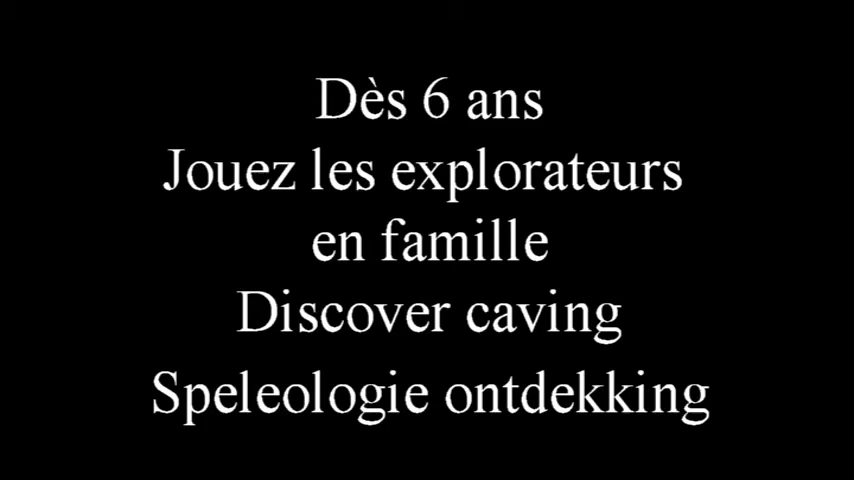 Dès 6 ans
Jouez les explorateurs
en famille
Discover caving
Speleologie ontdekking